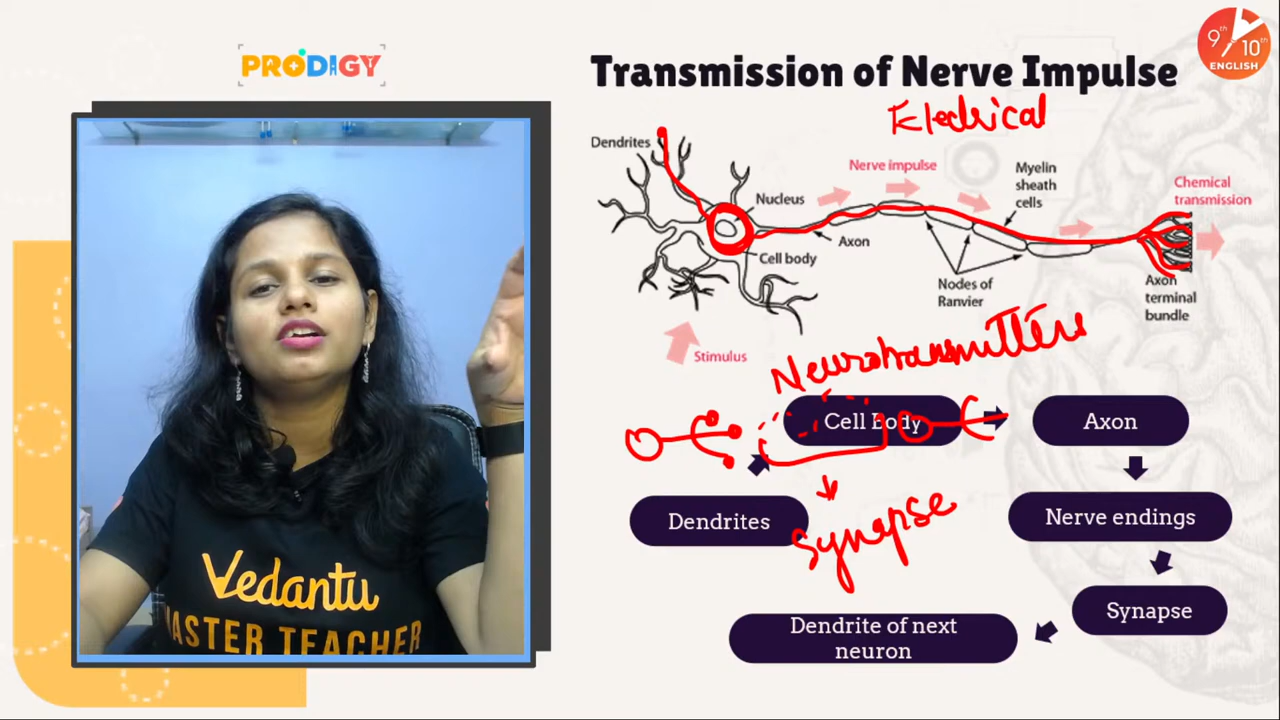 PRODIGY
Transmission of Nerve Impulse
9th
10th
ENGLISH
Electrical
Dendrites
Nerve impulse
Myelin
sheath
cells
Chemical
transmission
Nucleus
Axon
Cell body
Nodes of
Ranvier
Axon
terminal
bundle
Stimulus
Neurotransmitters
Cell Body
Axon
Dendrites
Synapse
Nerve endings
Synapse
Dendrite of next
neuron
Vedantu
MASTER TEACHER